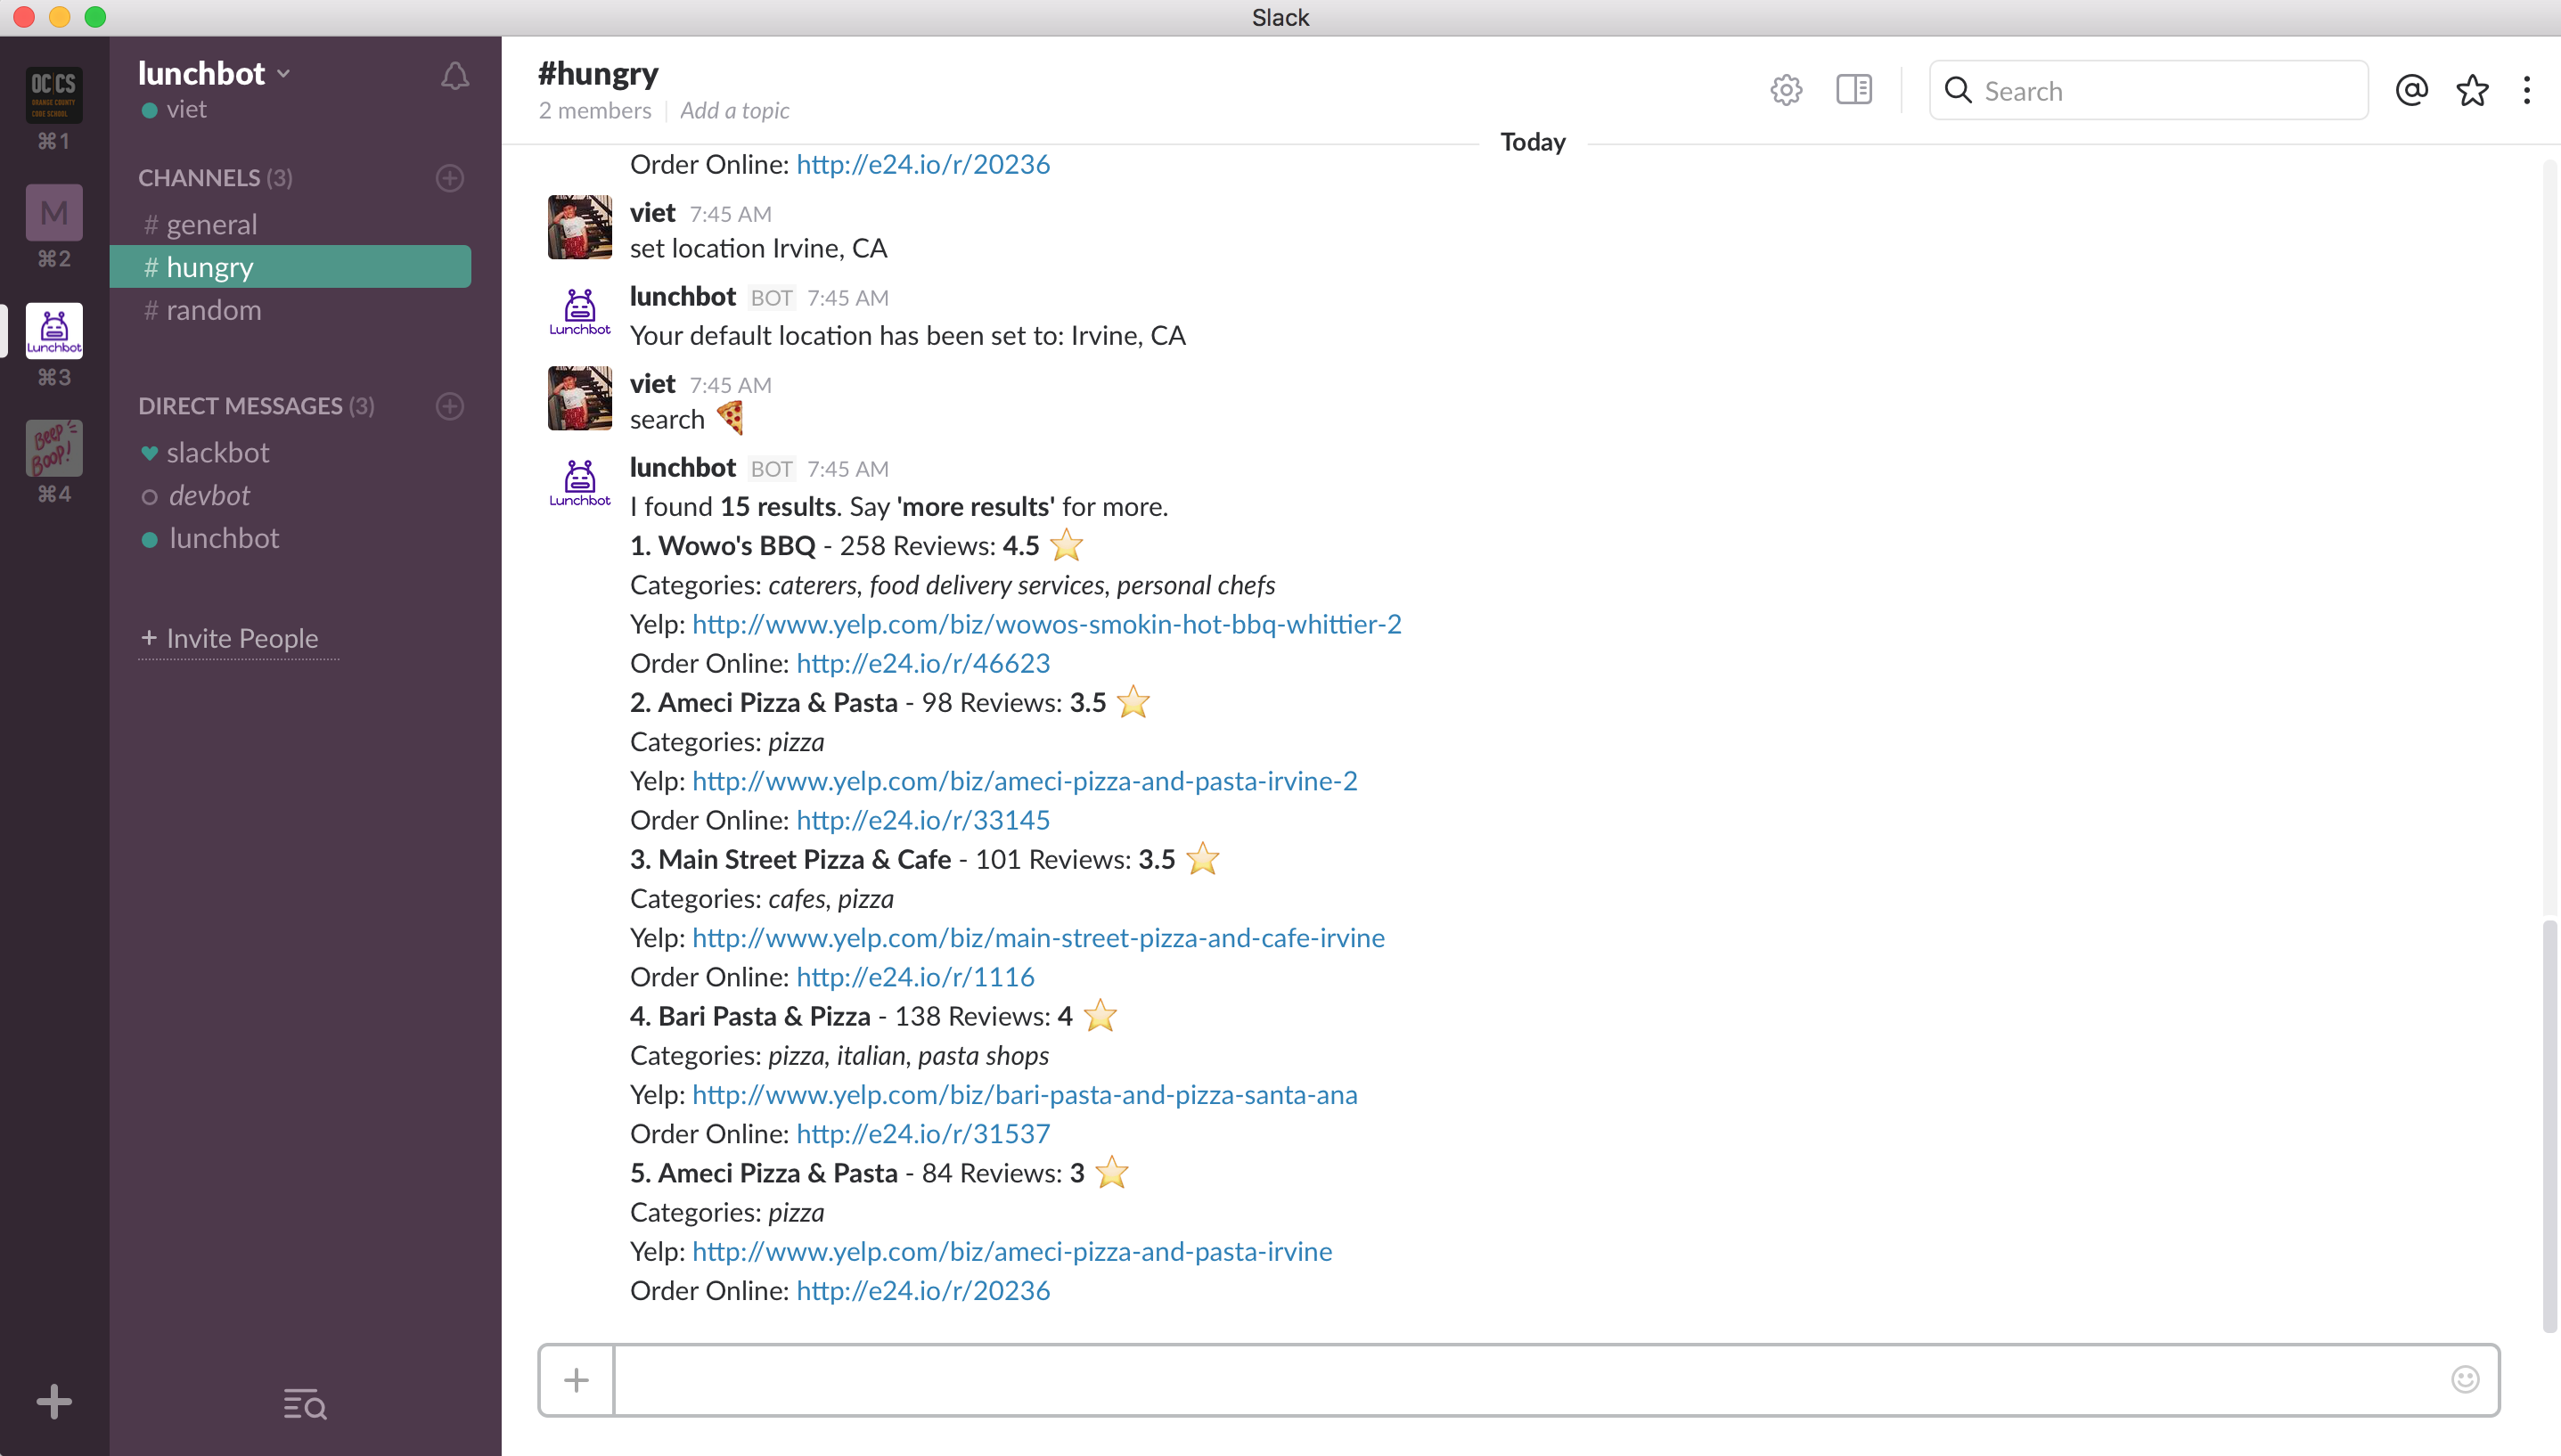 Slack
OC|CS
ORANGE COUNTY
CODE SCHOOL
⌘1
M
⌘2
Lunchbot
⌘3
BEEP
BOOP!
⌘4
lunchbot
viet
CHANNELS (3)
# general
# hungry
# random
DIRECT MESSAGES (3)
slackbot
devbot
lunchbot
+ Invite People
#hungry
2 members | Add a topic
Search
Today
Order Online: http://e24.io/r/20236
viet 7:45 AM
set location Irvine, CA
Lunchbot
lunchbot BOT 7:45 AM
Your default location has been set to: Irvine, CA
viet 7:45 AM
search 🍕
Lunchbot
lunchbot BOT 7:45 AM
I found 15 results. Say 'more results' for more.
1. Wowo's BBQ - 258 Reviews: 4.5 ⭐
Categories: caterers, food delivery services, personal chefs
Yelp: http://www.yelp.com/biz/wowos-smokin-hot-bbq-whittier-2
Order Online: http://e24.io/r/46623
2. Ameci Pizza & Pasta - 98 Reviews: 3.5 ⭐
Categories: pizza
Yelp: http://www.yelp.com/biz/ameci-pizza-and-pasta-irvine-2
Order Online: http://e24.io/r/33145
3. Main Street Pizza & Cafe - 101 Reviews: 3.5 ⭐
Categories: cafes, pizza
Yelp: http://www.yelp.com/biz/main-street-pizza-and-cafe-irvine
Order Online: http://e24.io/r/1116
4. Bari Pasta & Pizza - 138 Reviews: 4 ⭐
Categories: pizza, italian, pasta shops
Yelp: http://www.yelp.com/biz/bari-pasta-and-pizza-santa-ana
Order Online: http://e24.io/r/31537
5. Ameci Pizza & Pasta - 84 Reviews: 3 ⭐
Categories: pizza
Yelp: http://www.yelp.com/biz/ameci-pizza-and-pasta-irvine
Order Online: http://e24.io/r/20236